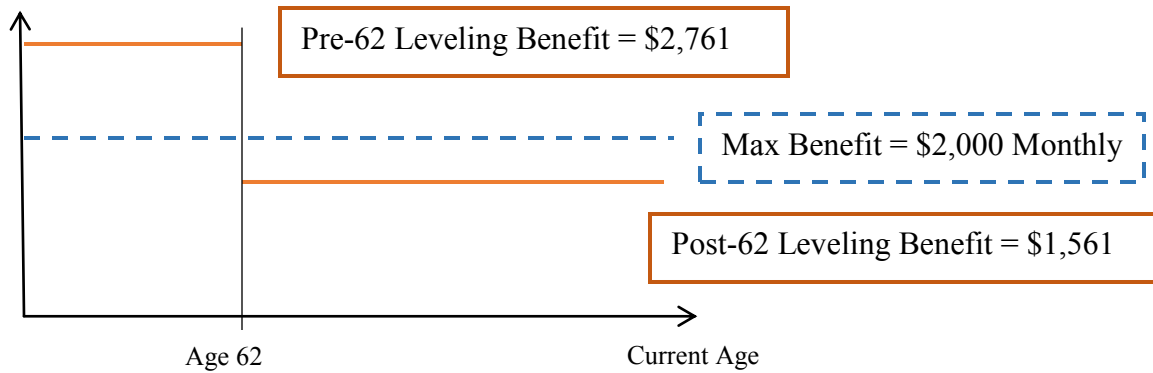 Pre-62 Leveling Benefit = $2,761
Max Benefit = $2,000 Monthly
Post-62 Leveling Benefit = $1,561
Age 62
Current Age